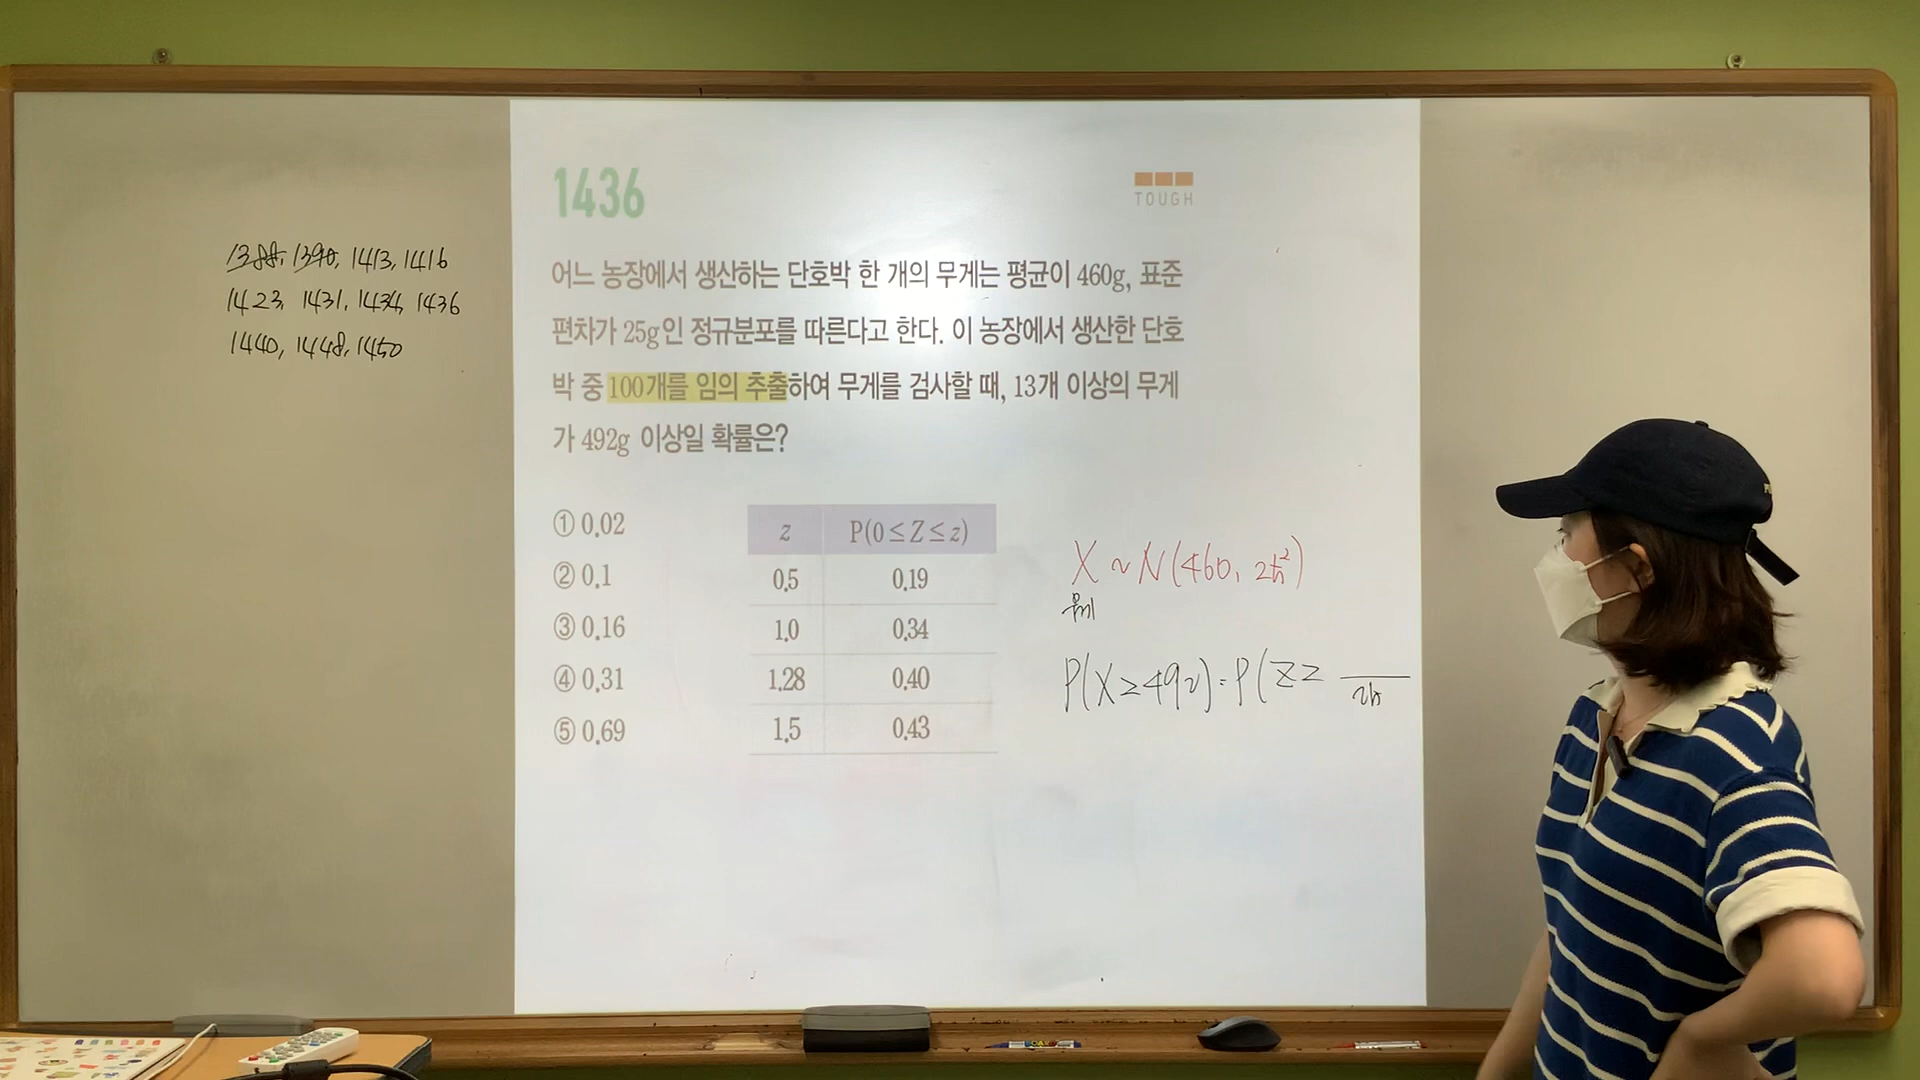 1388, 1390, 1413, 1416
1423, 1431, 1434, 1436
1440, 1448, 1450
1436
TOUGH
어느 농장에서 생산하는 단호박 한 개의 무게는 평균이 460g, 표준
편차가 25g인 정규분포를 따른다고 한다. 이 농장에서 생산한 단호
박 중 100개를 임의 추출하여 무게를 검사할 때, 13개 이상의 무게
가 492g 이상일 확률은?
① 0.02
② 0.1
③ 0.16
④ 0.31
⑤ 0.69
z P(0≤Z≤z)
0.5 0.19
1.0 0.34
1.28 0.40
1.5 0.43
X ~ N(460, 25²)
무게
P(X≥492)=P(Z≥
25